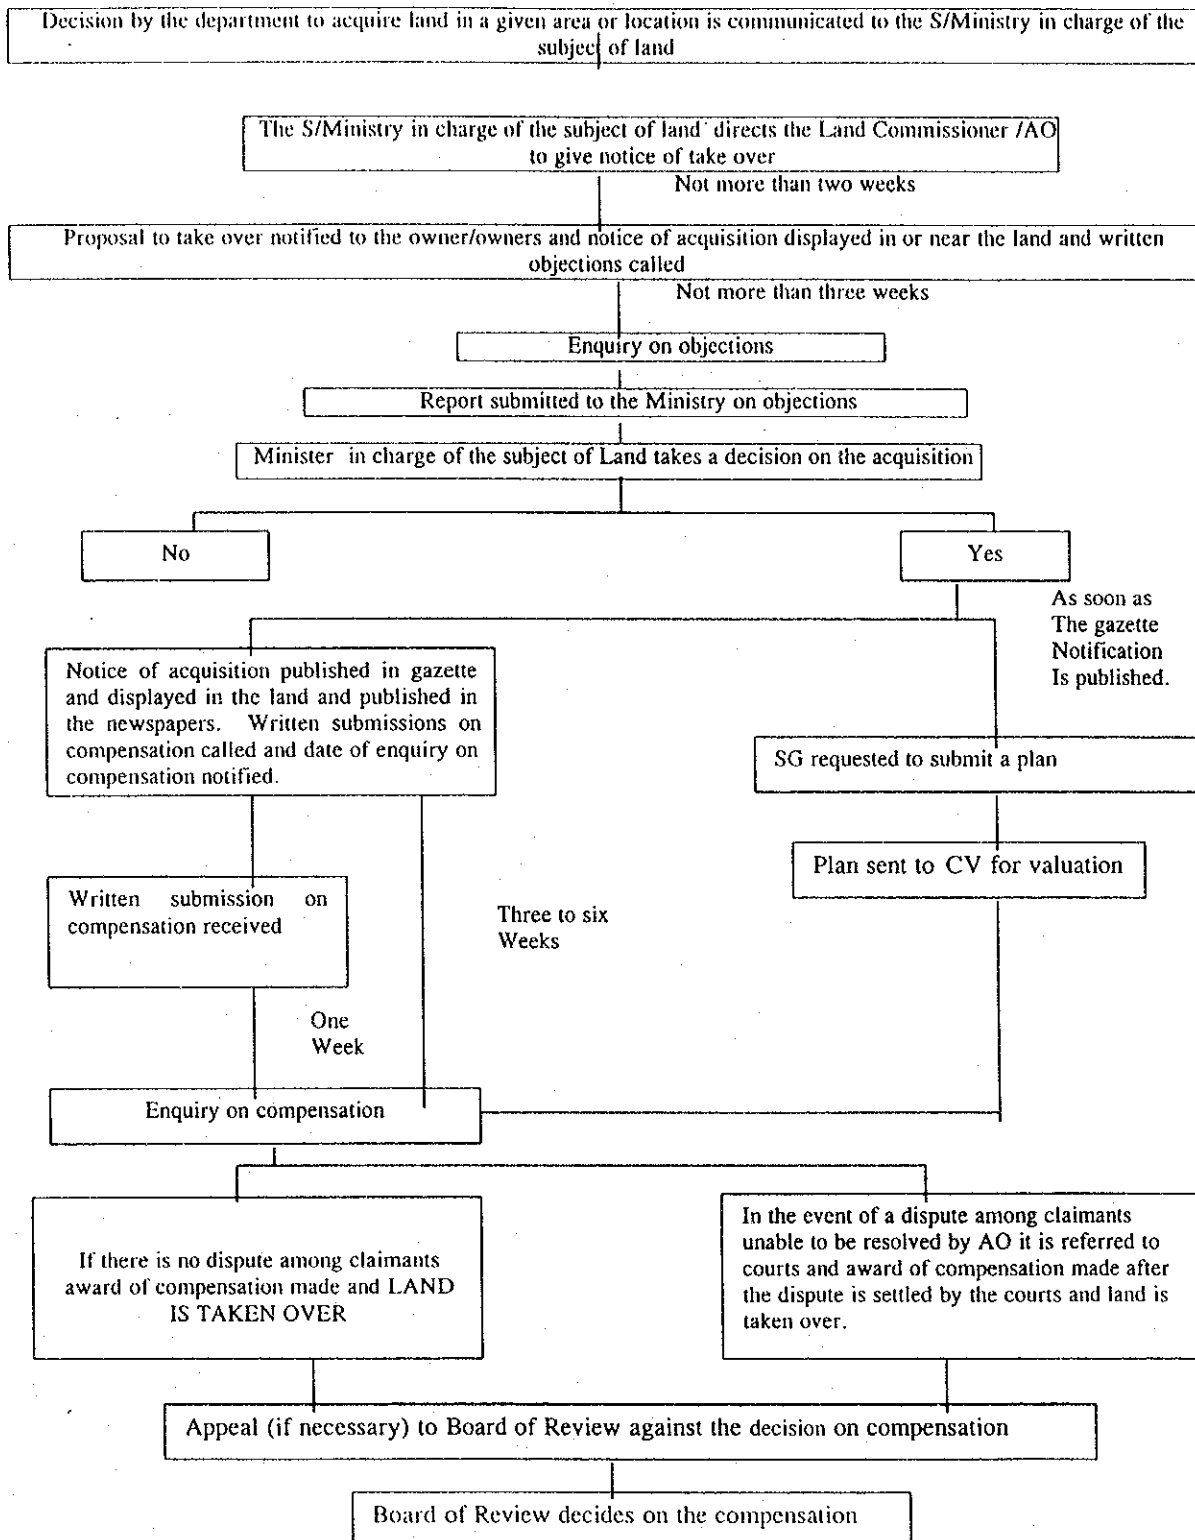 Decision by the department to acquire land in a given area or location is communicated to the S/Ministry in charge of the
subject of land
The S/Ministry in charge of the subject of land directs the Land Commissioner /AO
to give notice of take over
Not more than two weeks
Proposal to take over notified to the owner/owners and notice of acquisition displayed in or near the land and written
objections called
Not more than three weeks
Enquiry on objections
Report submitted to the Ministry on objections
Minister in charge of the subject of Land takes a decision on the acquisition
No
Yes
As soon as
The gazette
Notification
Is published.
Notice of acquisition published in gazette
and displayed in the land and published in
the newspapers. Written submissions on
compensation called and date of enquiry on
compensation notified.
SG requested to submit a plan
Plan sent to CV for valuation
Written submission on
compensation received
Three to six
Weeks
One
Week
Enquiry on compensation
If there is no dispute among claimants
award of compensation made and LAND
IS TAKEN OVER
In the event of a dispute among claimants
unable to be resolved by AO it is referred to
courts and award of compensation made after
the dispute is settled by the courts and land is
taken over.
Appeal (if necessary) to Board of Review against the decision on compensation
Board of Review decides on the compensation